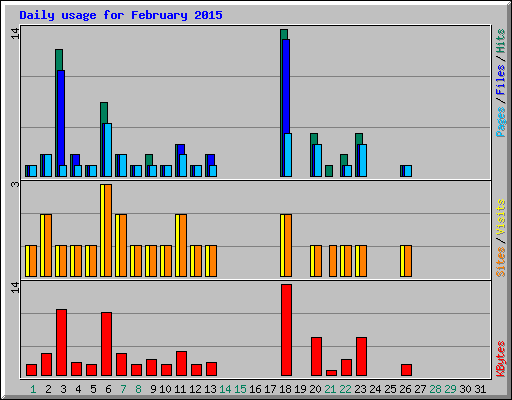 Daily usage for February 2015
14
Pages / Files / Hits
3
Sites / Visits
14
KBytes
1 2 3 4 5 6 7 8 9 10 11 12 13 14 15 16 17 18 19 20 21 22 23 24 25 26 27 28 29 30 31